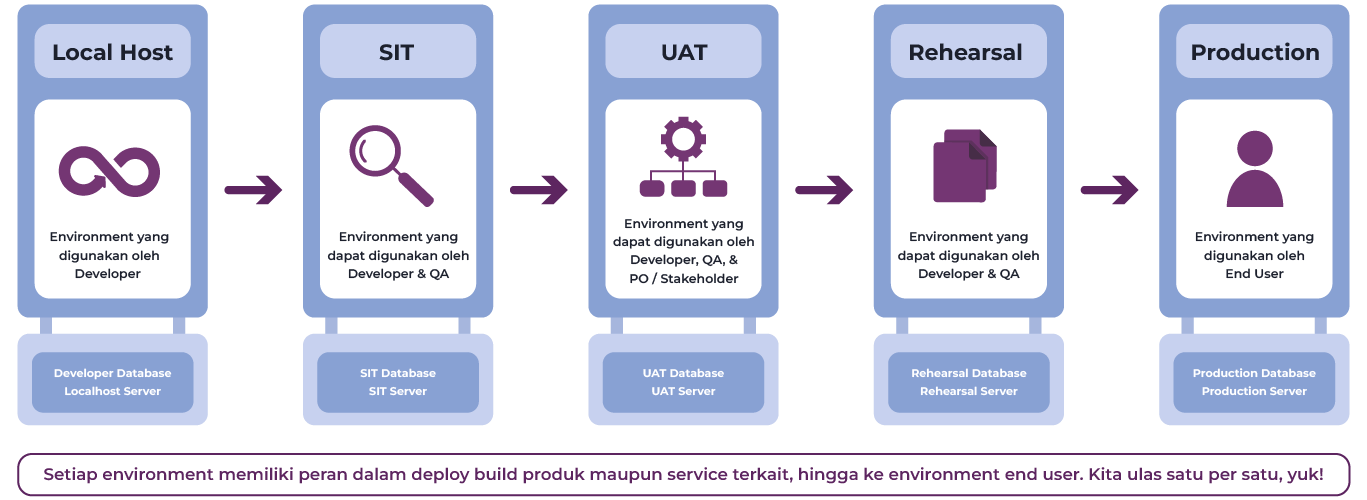 Local Host
Environment yang
digunakan oleh
Developer
Developer Database
Localhost Server
SIT
Environment yang
dapat digunakan oleh
Developer & QA
SIT Database
SIT Server
UAT
Environment yang
dapat digunakan oleh
Developer, QA, &
PO / Stakeholder
UAT Database
UAT Server
Rehearsal
Environment yang
dapat digunakan oleh
Developer & QA
Rehearsal Database
Rehearsal Server
Production
Environment yang
digunakan oleh
End User
Production Database
Production Server
Setiap environment memiliki peran dalam deploy build produk maupun service terkait, hingga ke environment end user. Kita ulas satu per satu, yuk!